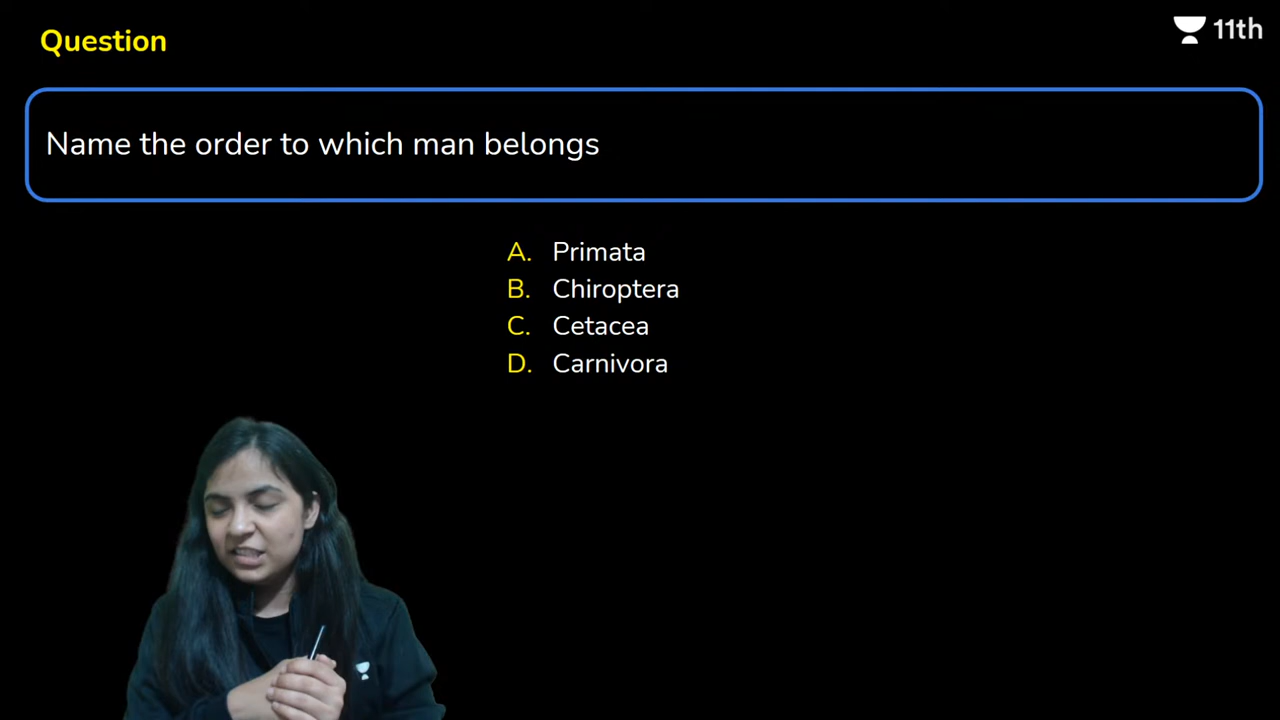 Question
11th
Name the order to which man belongs
A. Primata
B. Chiroptera
C. Cetacea
D. Carnivora